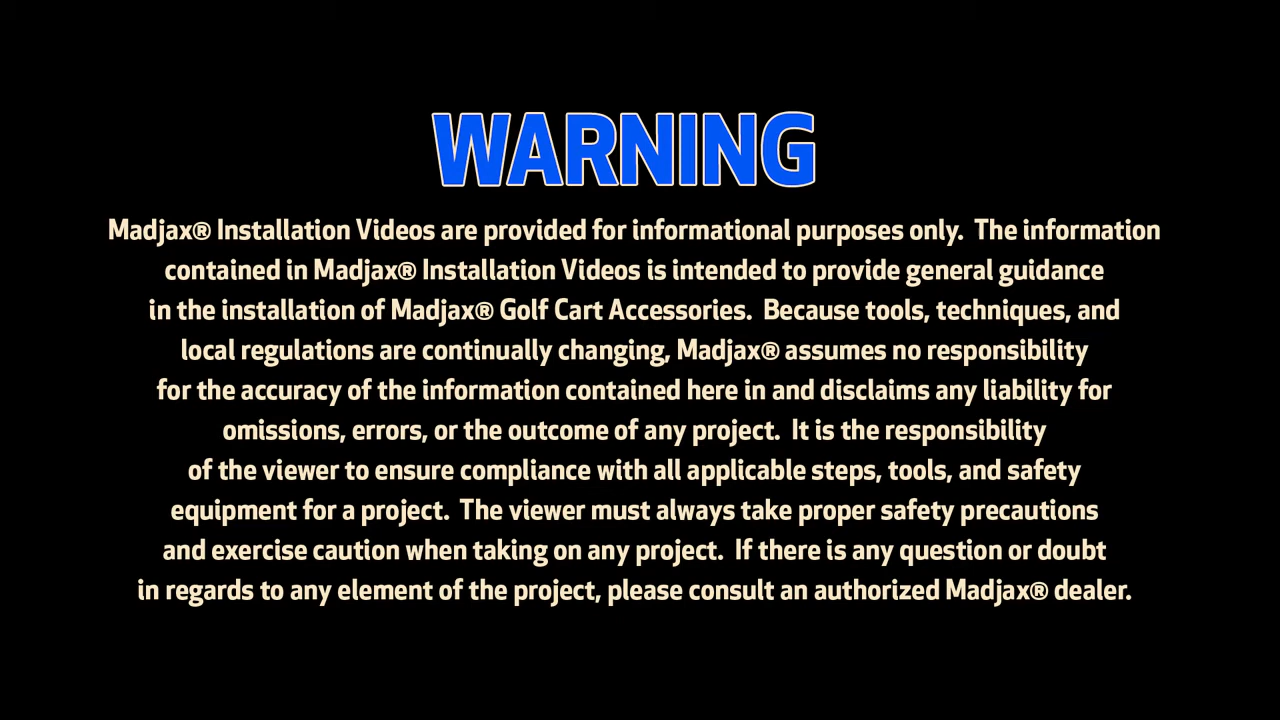 WARNING
Madjax® Installation Videos are provided for informational purposes only.  The information
contained in Madjax® Installation Videos is intended to provide general guidance
in the installation of Madjax® Golf Cart Accessories.  Because tools, techniques, and
local regulations are continually changing, Madjax® assumes no responsibility
for the accuracy of the information contained here in and disclaims any liability for
omissions, errors, or the outcome of any project.  It is the responsibility
of the viewer to ensure compliance with all applicable steps, tools, and safety
equipment for a project.  The viewer must always take proper safety precautions
and exercise caution when taking on any project.  If there is any question or doubt
in regards to any element of the project, please consult an authorized Madjax® dealer.